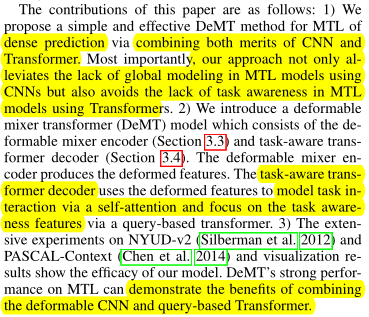 The contributions of this paper are as follows: 1) We
propose a simple and effective DeMT method for MTL of
dense prediction via combining both merits of CNN and
Transformer. Most importantly, our approach not only al-
leviates the lack of global modeling in MTL models using
CNNs but also avoids the lack of task awareness in MTL
models using Transformers. 2) We introduce a deformable
mixer transformer (DeMT) model which consists of the de-
formable mixer encoder (Section 3.3) and task-aware trans-
former decoder (Section 3.4). The deformable mixer en-
coder produces the deformed features. The task-aware trans-
former decoder uses the deformed features to model task in-
teraction via a self-attention and focus on the task aware-
ness features via a query-based transformer. 3) The exten-
sive experiments on NYUD-v2 (Silberman et al. 2012) and
PASCAL-Context (Chen et al. 2014) and visualization re-
sults show the efficacy of our model. DeMT's strong perfor-
mance on MTL can demonstrate the benefits of combining
the deformable CNN and query-based Transformer.